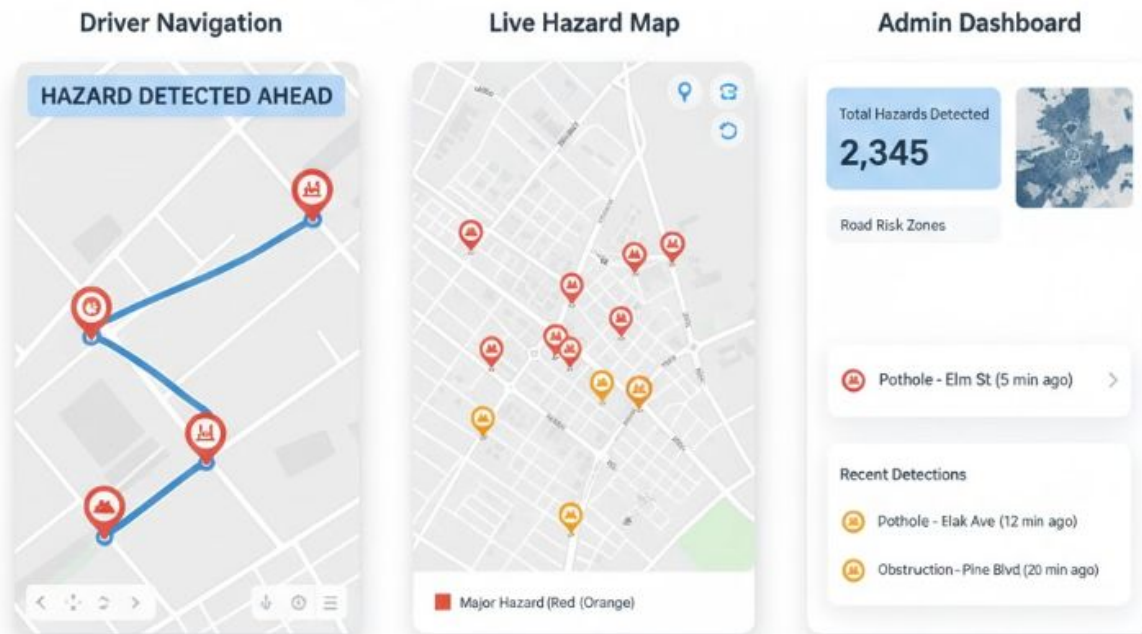 Driver Navigation
HAZARD DETECTED AHEAD
Live Hazard Map
Major Hazard (Red (Orange)
Admin Dashboard
Total Hazards Detected
2,345
Road Risk Zones
Pothole - Elm St (5 min ago)
Recent Detections
Pothole - Elak Ave (12 min ago)
Obstruction - Pine Blvd (20 min ago)